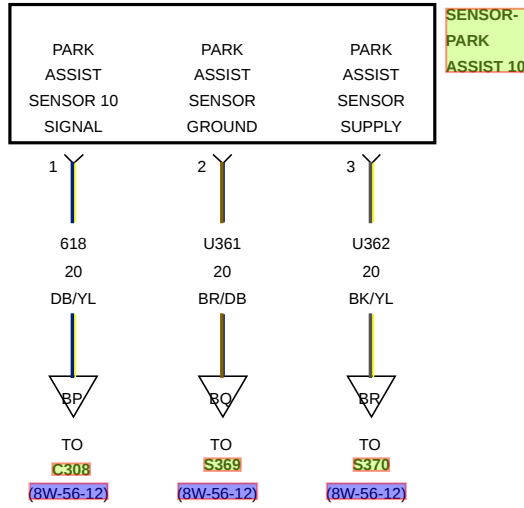 SENSOR-
PARK
ASSIST 10
PARK
ASSIST
SENSOR 10
SIGNAL
PARK
ASSIST
SENSOR
GROUND
PARK
ASSIST
SENSOR
SUPPLY
1
2
3
618
U361
U362
20
20
20
DB/YL
BR/DB
BK/YL
BP
BQ
BR
TO
TO
TO
C308
S369
S370
(8W-56-12)
(8W-56-12)
(8W-56-12)